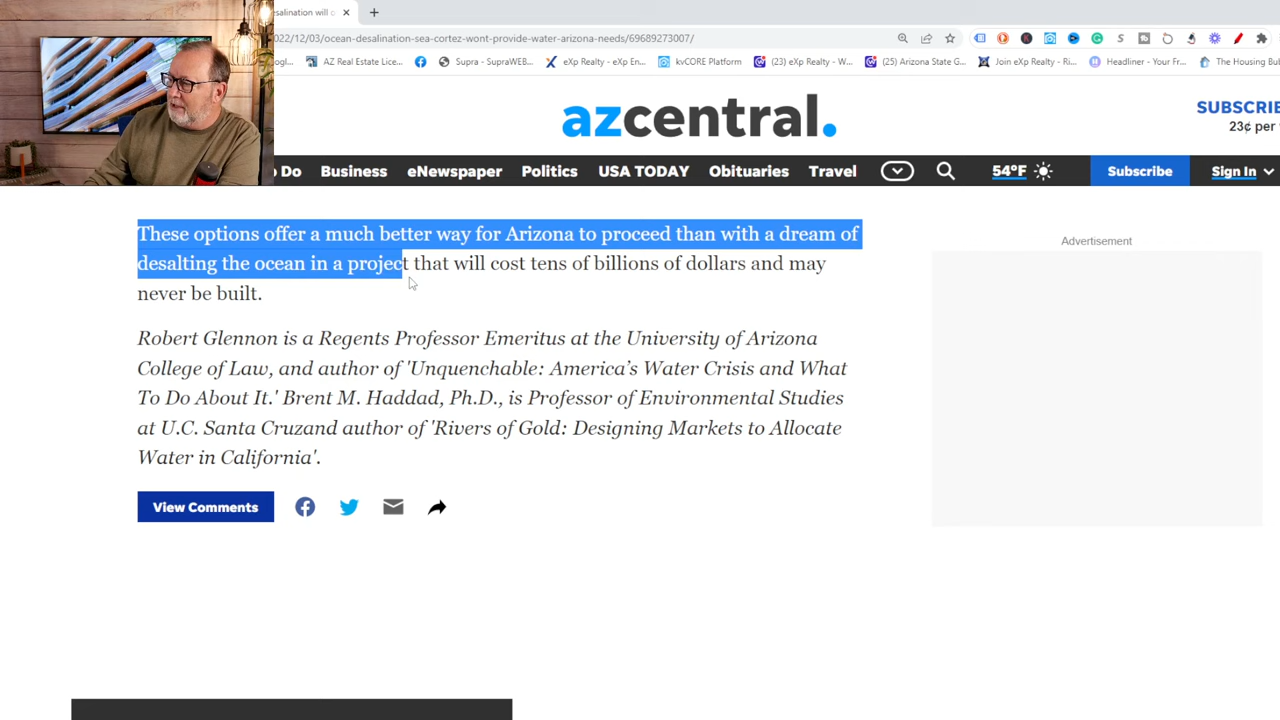 desalination will c
2022/12/03/ocean-desalination-sea-cortez-wont-provide-water-arizona-needs/69689273007/
AZ Real Estate Lice...
Supra - SupraWEB...
eXp Realty - eXp En...
kvCORE Platform
(23) eXp Realty - W...
(25) Arizona State G...
Join eXp Realty - Ri...
Headliner - Your Fr...
The Housing Bu
azcentral.
SUBSCRIBE
23¢ per
Do
Business
eNewspaper
Politics
USA TODAY
Obituaries
Travel
54°F
Subscribe
Sign In
These options offer a much better way for Arizona to proceed than with a dream of
desalting the ocean in a project that will cost tens of billions of dollars and may
never be built.
Advertisement
Robert Glennon is a Regents Professor Emeritus at the University of Arizona
College of Law, and author of 'Unquenchable: America's Water Crisis and What
To Do About It.' Brent M. Haddad, Ph.D., is Professor of Environmental Studies
at U.C. Santa Cruzand author of 'Rivers of Gold: Designing Markets to Allocate
Water in California'.
View Comments